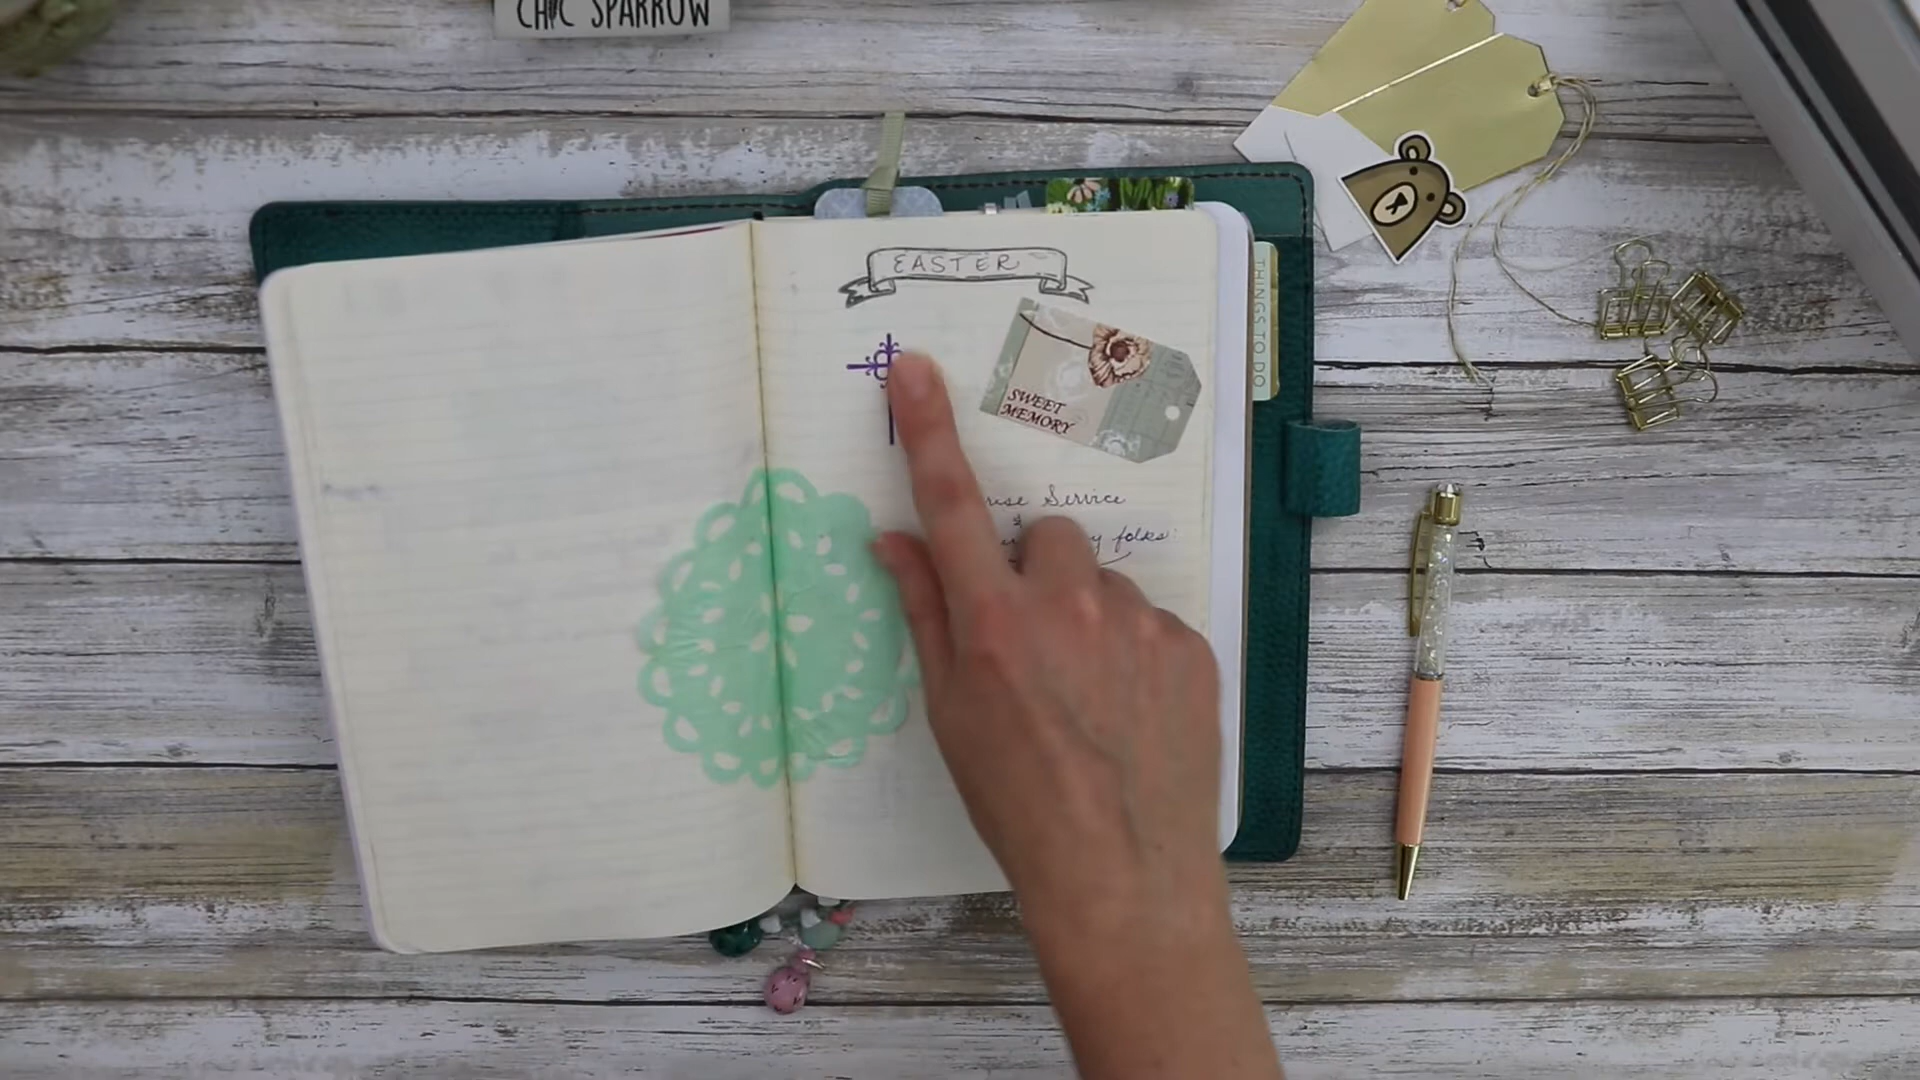 CHIC SPARROW
EASTER
SWEET
MEMORY
THINGS TO DO
Service
&
folks